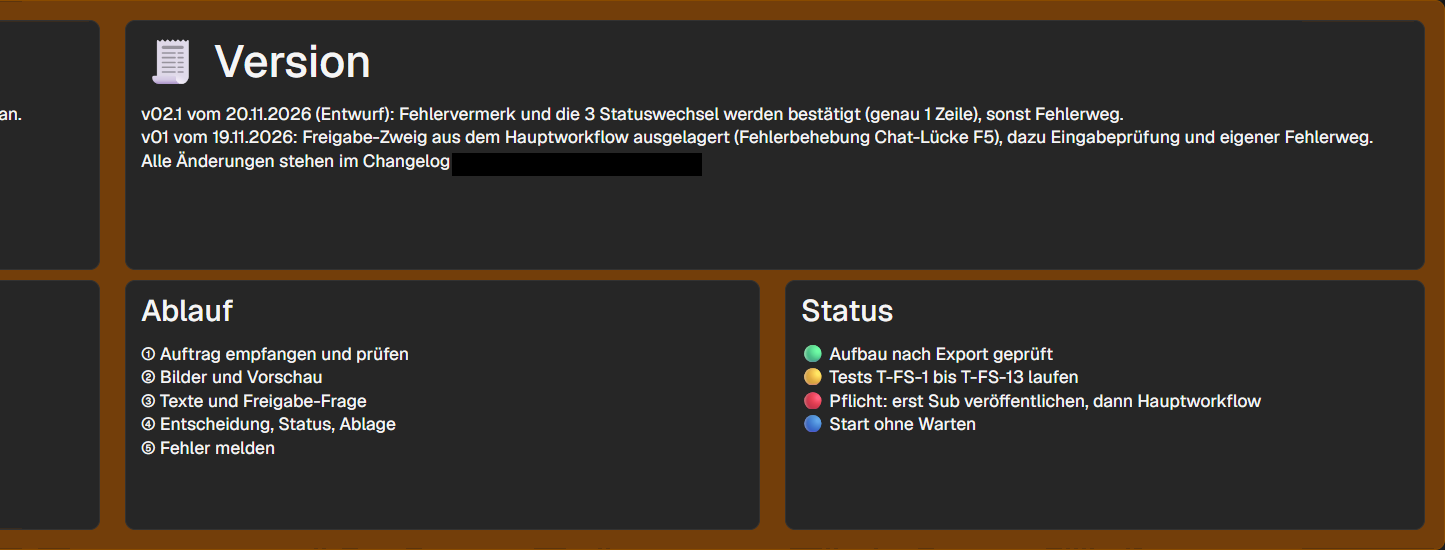 an.
Version
v02.1 vom 20.11.2026 (Entwurf): Fehlervermerk und die 3 Statuswechsel werden bestätigt (genau 1 Zeile), sonst Fehlerweg.
v01 vom 19.11.2026: Freigabe-Zweig aus dem Hauptworkflow ausgelagert (Fehlerbehebung Chat-Lücke F5), dazu Eingabeprüfung und eigener Fehlerweg.
Alle Änderungen stehen im Changelog
Ablauf
① Auftrag empfangen und prüfen
② Bilder und Vorschau
③ Texte und Freigabe-Frage
④ Entscheidung, Status, Ablage
⑤ Fehler melden
Status
🟢 Aufbau nach Export geprüft
🟡 Tests T-FS-1 bis T-FS-13 laufen
🔴 Pflicht: erst Sub veröffentlichen, dann Hauptworkflow
🔵 Start ohne Warten